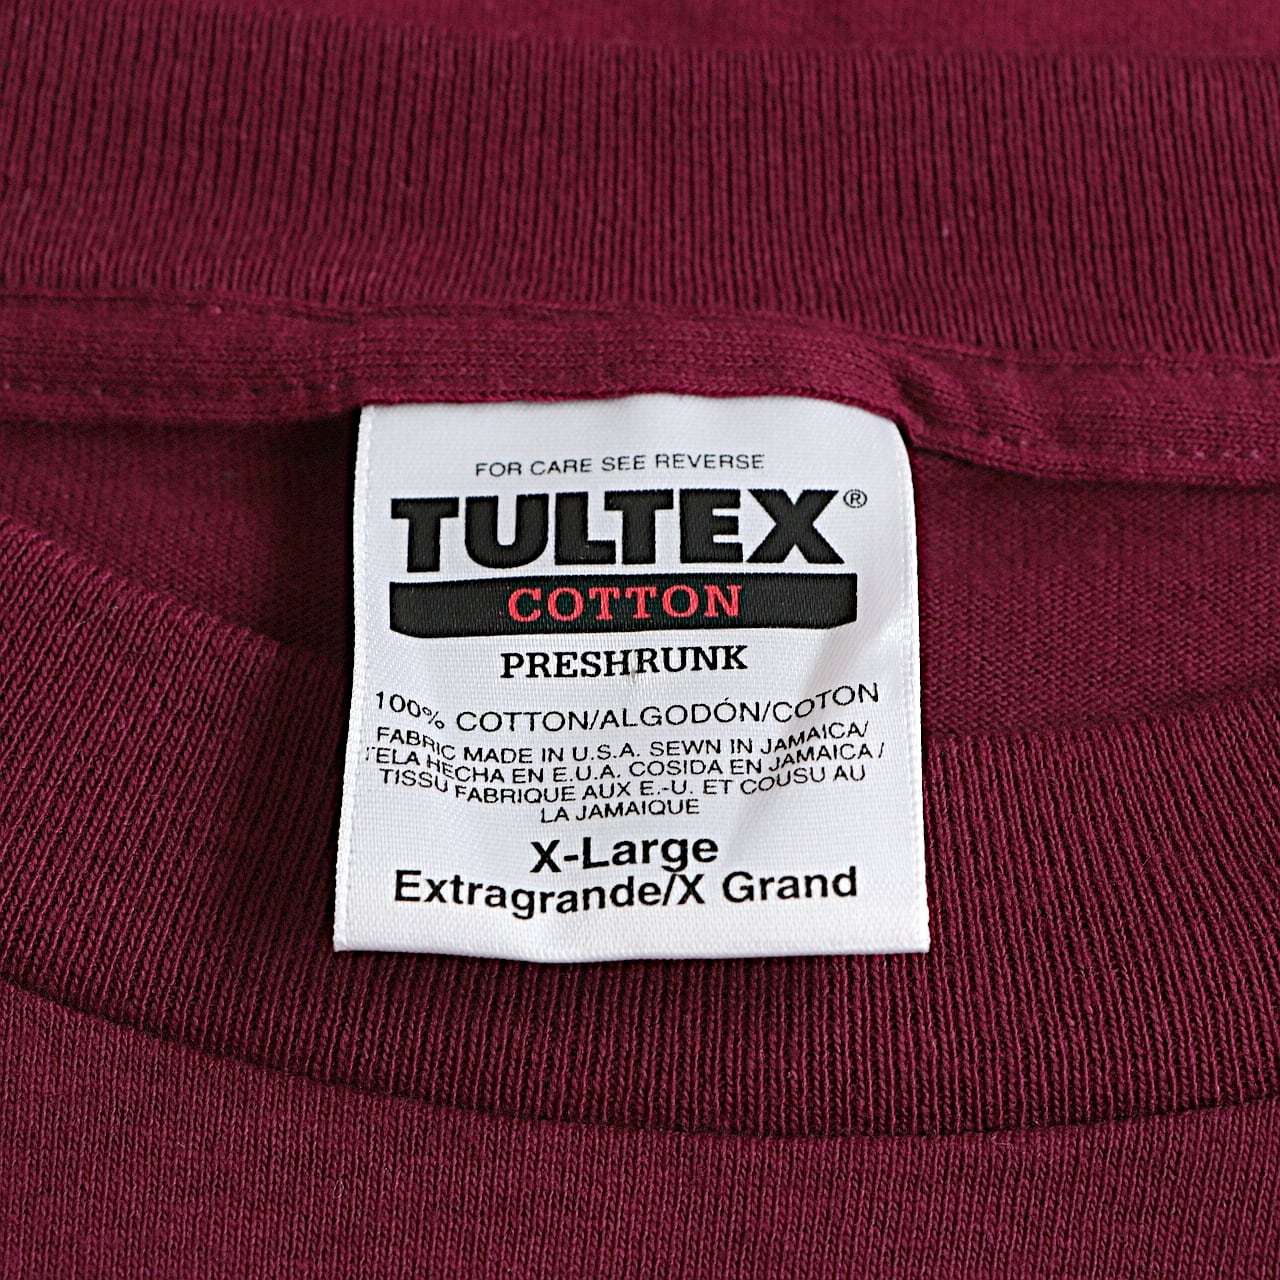 FOR CARE SEE REVERSE
TULTEX®
COTTON
PRESHRUNK
100% COTTON/ALGODÓN/COTON
FABRIC MADE IN U.S.A. SEWN IN JAMAICA/
TELA HECHA EN E.U.A. COSIDA EN JAMAICA /
TISSU FABRIQUE AUX E.-U. ET COUSU AU
LA JAMAIQUE
X-Large
Extragrande/X Grand